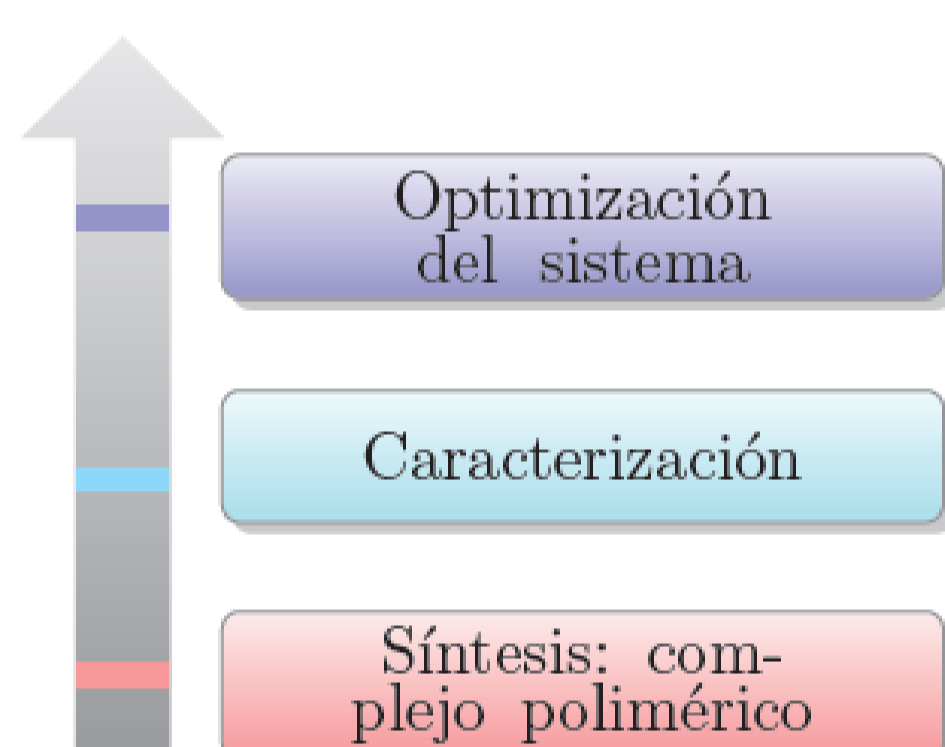 Optimización
del sistema
Caracterización
Síntesis: com-
plejo polimérico